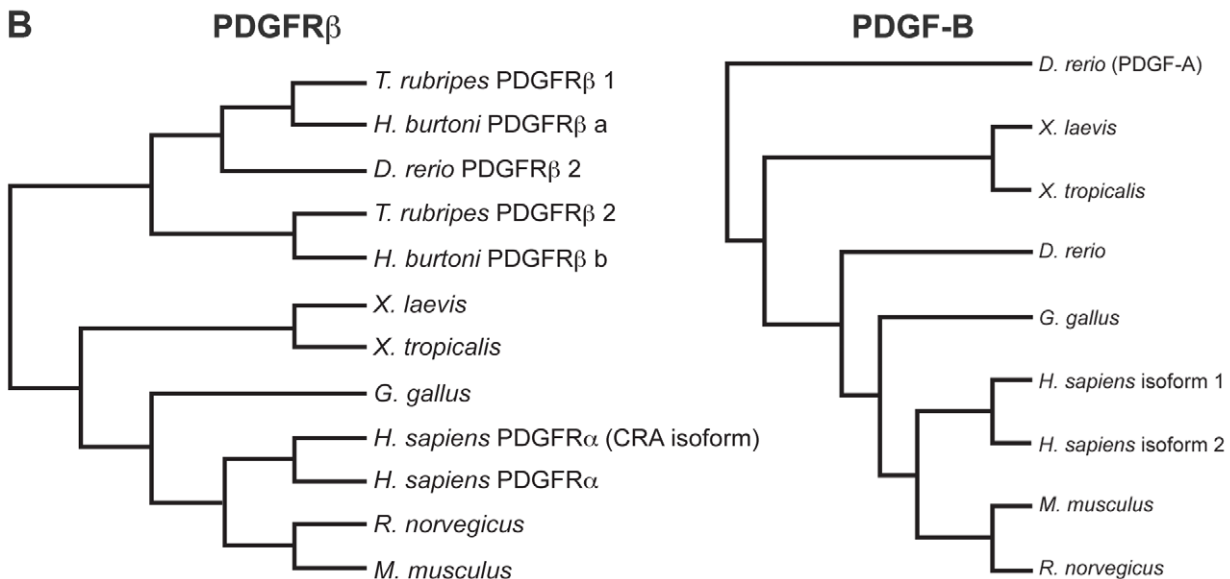 B
PDGFRβ
T. rubripes PDGFRβ 1
H. burtoni PDGFRβ a
D. rerio PDGFRβ 2
T. rubripes PDGFRβ 2
H. burtoni PDGFRβ b
X. laevis
X. tropicalis
G. gallus
H. sapiens PDGFRα (CRA isoform)
H. sapiens PDGFRα
R. norvegicus
M. musculus
PDGF-B
D. rerio (PDGF-A)
X. laevis
X. tropicalis
D. rerio
G. gallus
H. sapiens isoform 1
H. sapiens isoform 2
M. musculus
R. norvegicus